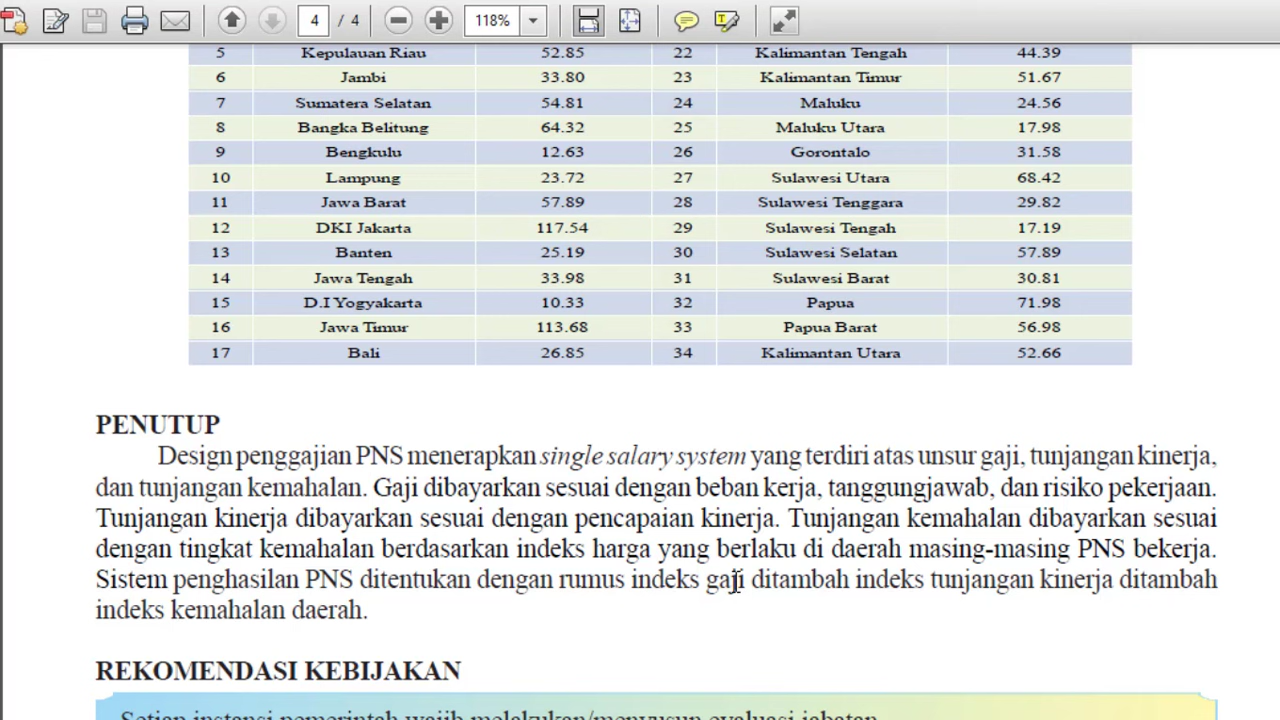 4 / 4 118%
5 Kepulauan Riau 52.85 22 Kalimantan Tengah 44.39
6 Jambi 33.80 23 Kalimantan Timur 51.67
7 Sumatera Selatan 54.81 24 Maluku 24.56
8 Bangka Belitung 64.32 25 Maluku Utara 17.98
9 Bengkulu 12.63 26 Gorontalo 31.58
10 Lampung 23.72 27 Sulawesi Utara 68.42
11 Jawa Barat 57.89 28 Sulawesi Tenggara 29.82
12 DKI Jakarta 117.54 29 Sulawesi Tengah 17.19
13 Banten 25.19 30 Sulawesi Selatan 57.89
14 Jawa Tengah 33.98 31 Sulawesi Barat 30.81
15 D.I Yogyakarta 10.33 32 Papua 71.98
16 Jawa Timur 113.68 33 Papua Barat 56.98
17 Bali 26.85 34 Kalimantan Utara 52.66
PENUTUP
Design penggajian PNS menerapkan single salary system yang terdiri atas unsur gaji, tunjangan kinerja,
dan tunjangan kemahalan. Gaji dibayarkan sesuai dengan beban kerja, tanggungjawab, dan risiko pekerjaan.
Tunjangan kinerja dibayarkan sesuai dengan pencapaian kinerja. Tunjangan kemahalan dibayarkan sesuai
dengan tingkat kemahalan berdasarkan indeks harga yang berlaku di daerah masing-masing PNS bekerja.
Sistem penghasilan PNS ditentukan dengan rumus indeks gaji ditambah indeks tunjangan kinerja ditambah
indeks kemahalan daerah.
REKOMENDASI KEBIJAKAN
Setiap instansi pemerintah wajib melakukan/menyusun evaluasi jabatan